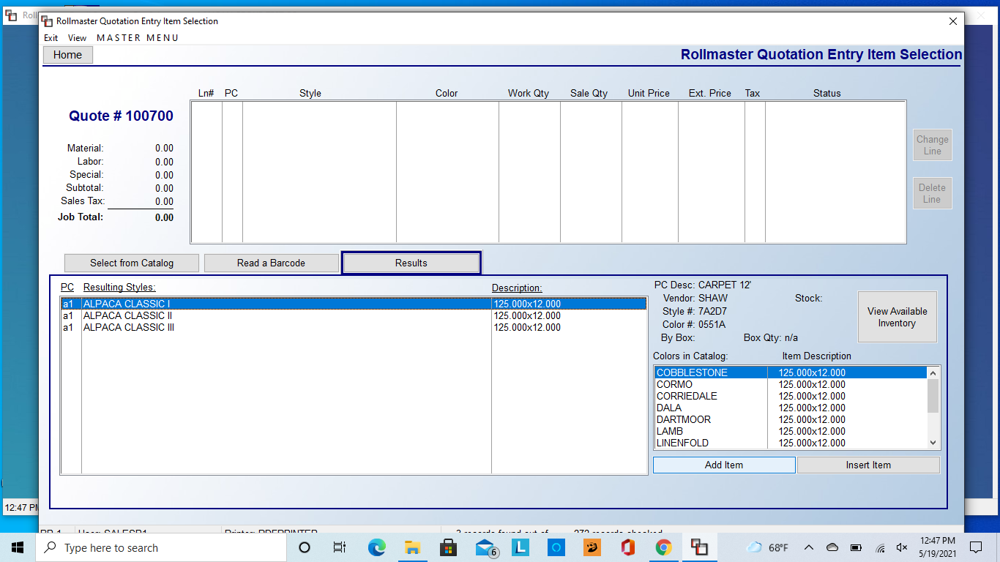 Roll
Rollmaster Quotation Entry Item Selection
Exit View MASTER MENU
Home
Rollmaster Quotation Entry Item Selection
Ln# PC Style Color Work Qty Sale Qty Unit Price Ext. Price Tax Status
Quote # 100700
Material: 0.00
Labor: 0.00
Special: 0.00
Subtotal: 0.00
Sales Tax: 0.00
Job Total: 0.00
Change
Line
Delete
Line
Select from Catalog Read a Barcode Results
PC Resulting Styles: Description:
a1 ALPACA CLASSIC I 125.000x12.000
a1 ALPACA CLASSIC II 125.000x12.000
a1 ALPACA CLASSIC III 125.000x12.000
PC Desc: CARPET 12'
Vendor: SHAW Stock:
Style #: 7A2D7
Color #: 0551A
By Box: Box Qty: n/a
View Available
Inventory
Colors in Catalog: Item Description
COBBLESTONE 125.000x12.000
CORMO 125.000x12.000
CORRIEDALE 125.000x12.000
DALA 125.000x12.000
DARTMOOR 125.000x12.000
LAMB 125.000x12.000
LINENFOLD 125.000x12.000
Add Item Insert Item
12:47 PM
User: SALESP1 Printer: PDFPRINTER 3 records found out of 272 records checked
Type here to search
6
L
68°F
12:47 PM
5/19/2021